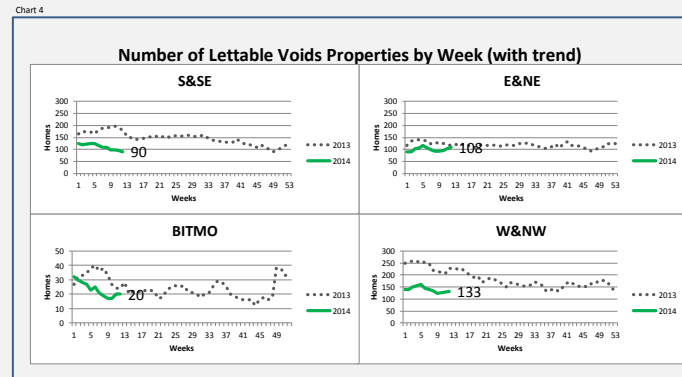 Chart 4
Number of Lettable Voids Properties by Week (with trend)
S&SE
300
250
200
150
100
50
0
Homes
90
1 5 9 13 17 21 25 29 33 37 41 45 49 53
Weeks
2013
2014
E&NE
300
250
200
150
100
50
0
Homes
108
1 5 9 13 17 21 25 29 33 37 41 45 49 53
Weeks
2013
2014
BITMO
50
40
30
20
10
0
Homes
20
1 5 9 13 17 21 25 29 33 37 41 45 49
Weeks
2013
2014
W&NW
300
250
200
150
100
50
0
Homes
133
1 5 9 13 17 21 25 29 33 37 41 45 49 53
Weeks
2013
2014